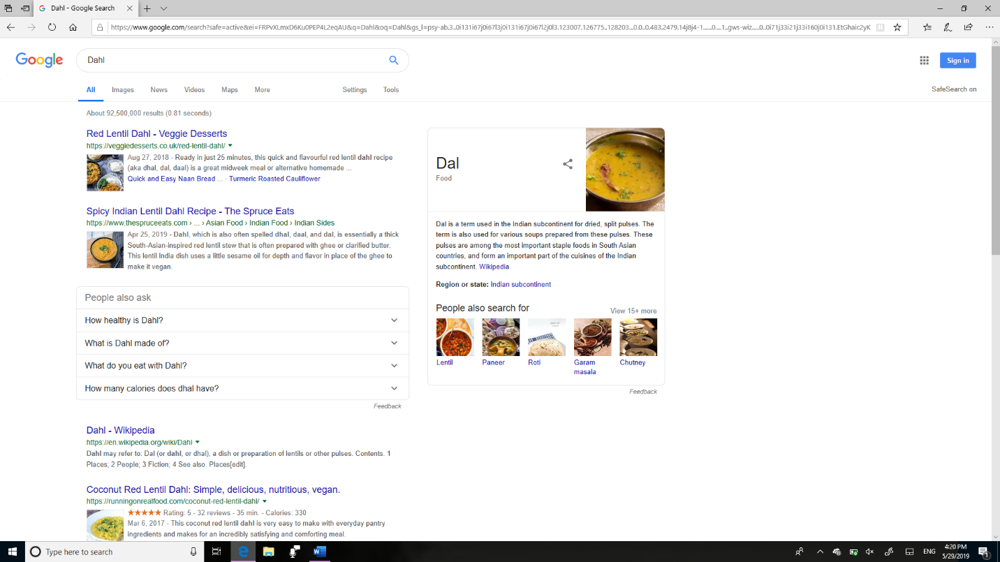 Dahl - Google Search
https://www.google.com/search?safe=active&ei=FRPvXLmxD6Ku0PEP4L2eqAU&q=Dahl&oq=Dahl&gs_l=psy-ab.3..0i131i67j0i67l3j0i131i67j0i67l2j0l3.123007.126775..128203...0.0..0.483.2479.14j8j4-1......0....1..gws-wiz.....0..0i71j33i21j33i160j0i131.EtGhaic2yK
Google
Dahl
Sign in
All Images News Videos Maps More Settings Tools
SafeSearch on
About 92,500,000 results (0.81 seconds)
Red Lentil Dahl - Veggie Desserts
https://veggiedesserts.co.uk/red-lentil-dahl/
Aug 27, 2018 - Ready in just 25 minutes, this quick and flavourful red lentil dahl recipe
(aka dhal, dal, daal) is a great midweek meal or alternative homemade ...
Quick and Easy Naan Bread ... · Turmeric Roasted Cauliflower
Spicy Indian Lentil Dahl Recipe - The Spruce Eats
https://www.thespruceeats.com › ... › Asian Food › Indian Food › Indian Sides
Apr 25, 2019 - Dahl, which is also often spelled dhal, daal, and dal, is essentially a thick
South-Asian-inspired red lentil stew that is often prepared with ghee or clarified butter.
This lentil India dish uses a little sesame oil for depth and flavor in place of the ghee to
make it vegan.
People also ask
How healthy is Dahl?
What is Dahl made of?
What do you eat with Dahl?
How many calories does dhal have?
Feedback
Dahl - Wikipedia
https://en.wikipedia.org/wiki/Dahl
Dahl may refer to: Dal (or dahl, or dhal), a dish or preparation of lentils or other pulses. Contents. 1
Places; 2 People; 3 Fiction; 4 See also. Places[edit].
Coconut Red Lentil Dahl: Simple, delicious, nutritious, vegan.
https://runningonrealfood.com/coconut-red-lentil-dahl/
Rating: 5 - 32 reviews - 35 min. - Calories: 330
Mar 6, 2017 - This coconut red lentil dahl is very easy to make with everyday pantry
ingredients and makes for an incredibly satisfying and comforting meal.
Dal
Food
Dal is a term used in the Indian subcontinent for dried, split pulses. The
term is also used for various soups prepared from these pulses. These
pulses are among the most important staple foods in South Asian
countries, and form an important part of the cuisines of the Indian
subcontinent. Wikipedia
Region or state: Indian subcontinent
People also search for
View 15+ more
Lentil Paneer Roti Garam masala Chutney
Feedback
Type here to search
ENG
4:20 PM
5/29/2019
1